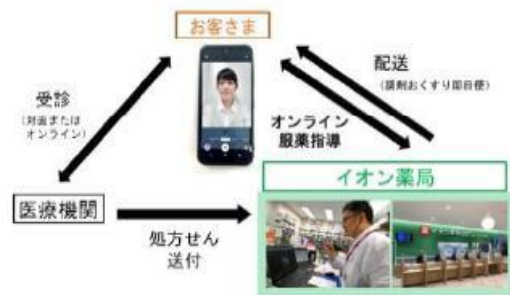 お客さま
受診
(対面または
オンライン)
配送
(調剤おくすり即日便)
オンライン
服薬指導
医療機関
処方せん
送付
イオン薬局